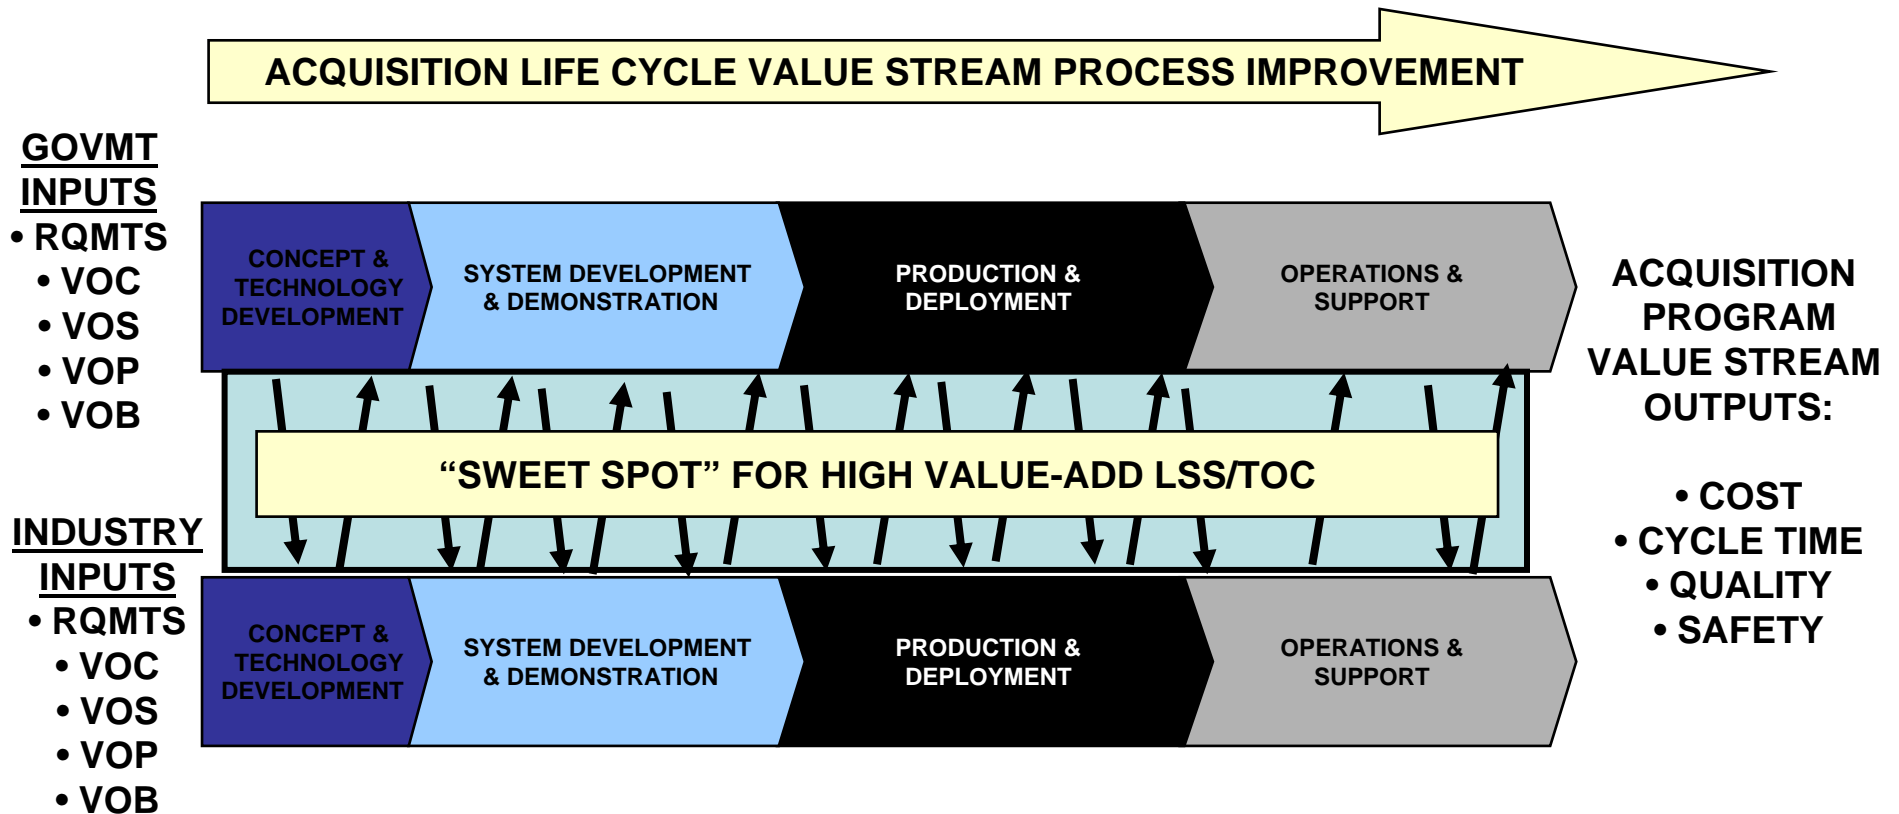 ACQUISITION LIFE CYCLE VALUE STREAM PROCESS IMPROVEMENT
GOVMT
INPUTS
• RQMTS
• VOC
• VOS
• VOP
• VOB
CONCEPT &
TECHNOLOGY
DEVELOPMENT
SYSTEM DEVELOPMENT
& DEMONSTRATION
PRODUCTION &
DEPLOYMENT
OPERATIONS &
SUPPORT
“SWEET SPOT” FOR HIGH VALUE-ADD LSS/TOC
INDUSTRY
INPUTS
• RQMTS
• VOC
• VOS
• VOP
• VOB
CONCEPT &
TECHNOLOGY
DEVELOPMENT
SYSTEM DEVELOPMENT
& DEMONSTRATION
PRODUCTION &
DEPLOYMENT
OPERATIONS &
SUPPORT
ACQUISITION
PROGRAM
VALUE STREAM
OUTPUTS:
• COST
• CYCLE TIME
• QUALITY
• SAFETY